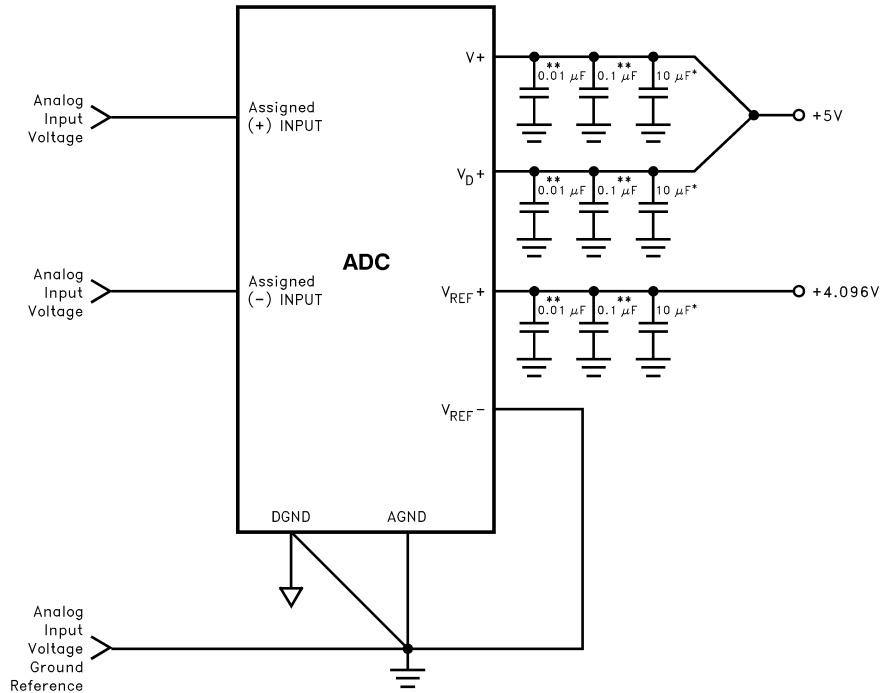 V+
**
0.01 µF
**
0.1 µF
10 µF*
+5V
Analog
Input
Voltage
Assigned
(+) INPUT
VD+
**
0.01 µF
**
0.1 µF
10 µF*
ADC
Analog
Input
Voltage
Assigned
(−) INPUT
VREF+
**
0.01 µF
**
0.1 µF
10 µF*
+4.096V
VREF−
DGND
AGND
Analog
Input
Voltage
Ground
Reference